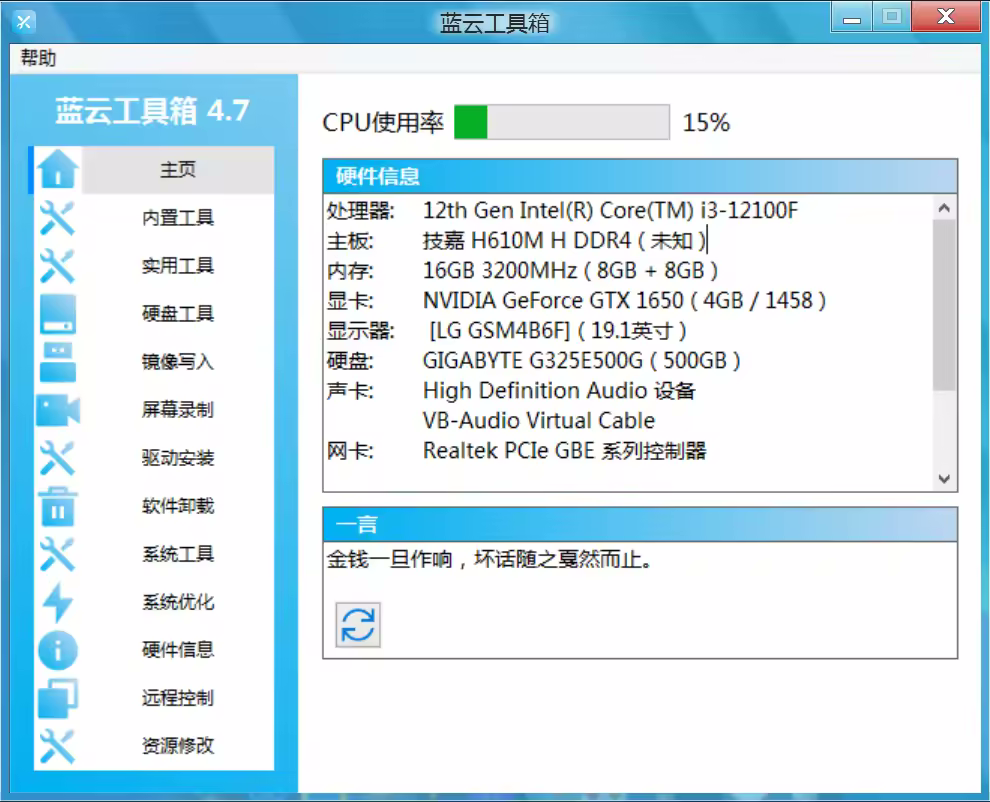 蓝云工具箱
帮助
蓝云工具箱 4.7
主页
内置工具
实用工具
硬盘工具
镜像写入
屏幕录制
驱动安装
软件卸载
系统工具
系统优化
硬件信息
远程控制
资源修改
CPU使用率 15%
硬件信息
处理器: 12th Gen Intel(R) Core(TM) i3-12100F
主板: 技嘉 H610M H DDR4 ( 未知 )
内存: 16GB 3200MHz ( 8GB + 8GB )
显卡: NVIDIA GeForce GTX 1650 ( 4GB / 1458 )
显示器: [LG GSM4B6F] ( 19.1英寸 )
硬盘: GIGABYTE G325E500G ( 500GB )
声卡: High Definition Audio 设备
VB-Audio Virtual Cable
网卡: Realtek PCIe GBE 系列控制器
一言
金钱一旦作响，坏话随之戛然而止。